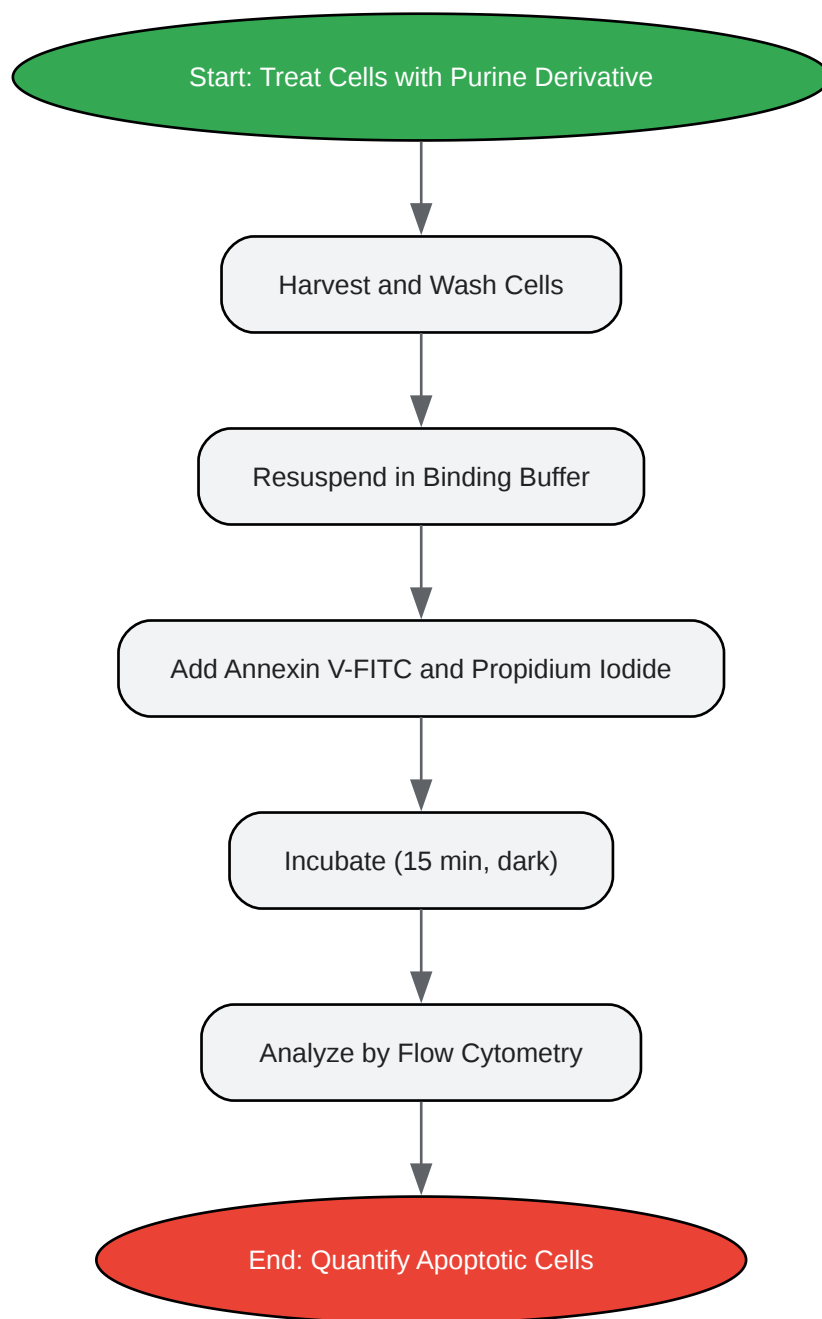 Start: Treat Cells with Purine Derivative
Harvest and Wash Cells
Resuspend in Binding Buffer
Add Annexin V-FITC and Propidium Iodide
Incubate (15 min, dark)
Analyze by Flow Cytometry
End: Quantify Apoptotic Cells